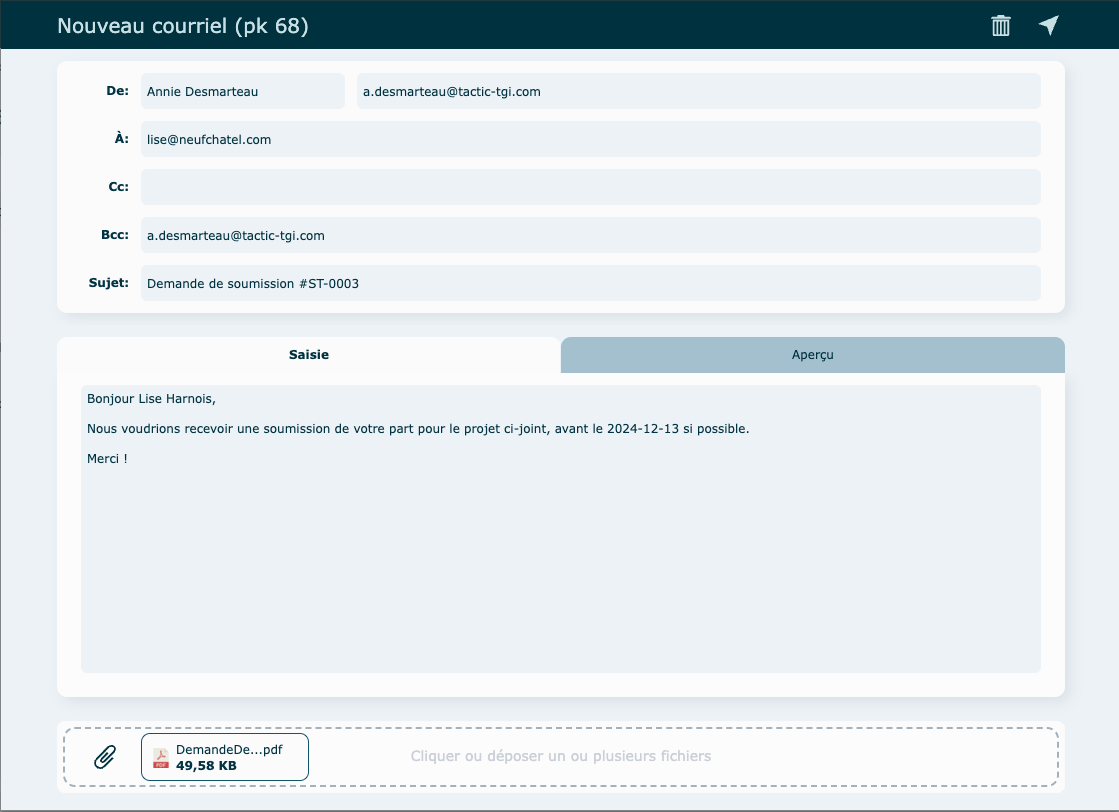 Nouveau courriel (pk 68)
De: Annie Desmarteau a.desmarteau@tactic-tgi.com
À: lise@neufchatel.com
Cc:
Bcc: a.desmarteau@tactic-tgi.com
Sujet: Demande de soumission #ST-0003
Saisie Aperçu
Bonjour Lise Harnois,
Nous voudrions recevoir une soumission de votre part pour le projet ci-joint, avant le 2024-12-13 si possible.
Merci !
DemandeDe...pdf
49,58 KB
Cliquer ou déposer un ou plusieurs fichiers